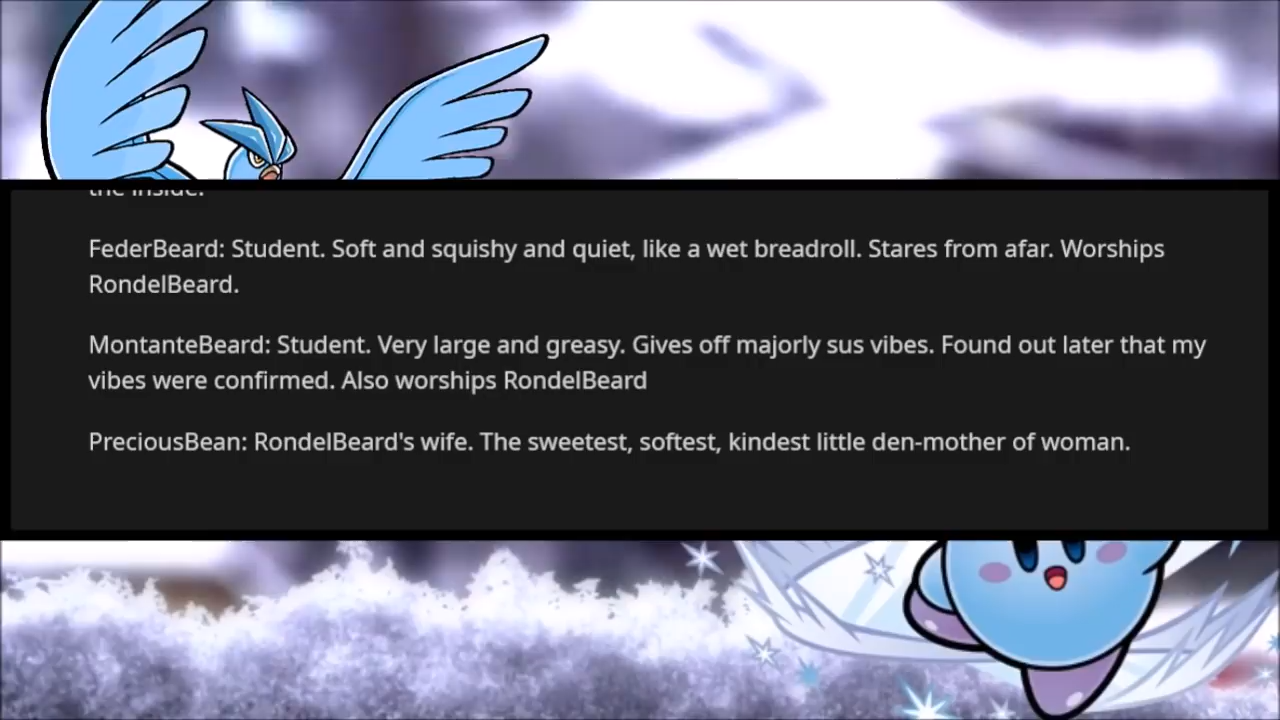 the inside.
FederBeard: Student. Soft and squishy and quiet, like a wet breadroll. Stares from afar. Worships
RondelBeard.
MontanteBeard: Student. Very large and greasy. Gives off majorly sus vibes. Found out later that my
vibes were confirmed. Also worships RondelBeard
PreciousBean: RondelBeard's wife. The sweetest, softest, kindest little den-mother of woman.